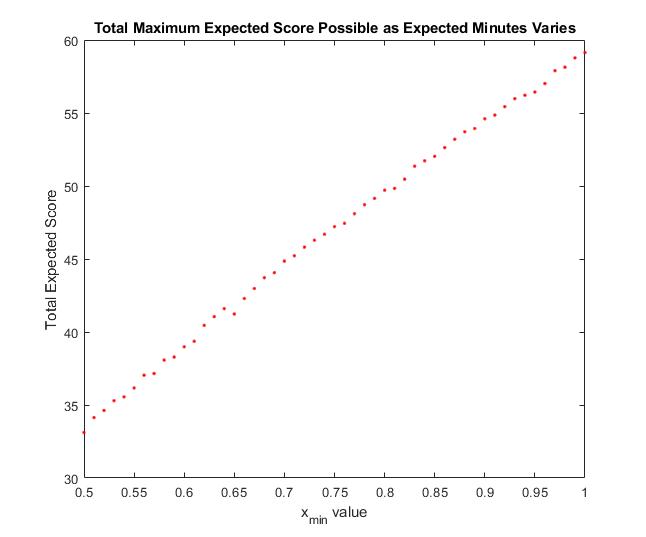 Total Maximum Expected Score Possible as Expected Minutes Varies
60
55
50
45
40
35
30
Total Expected Score
0.5 0.55 0.6 0.65 0.7 0.75 0.8 0.85 0.9 0.95 1
x_min value